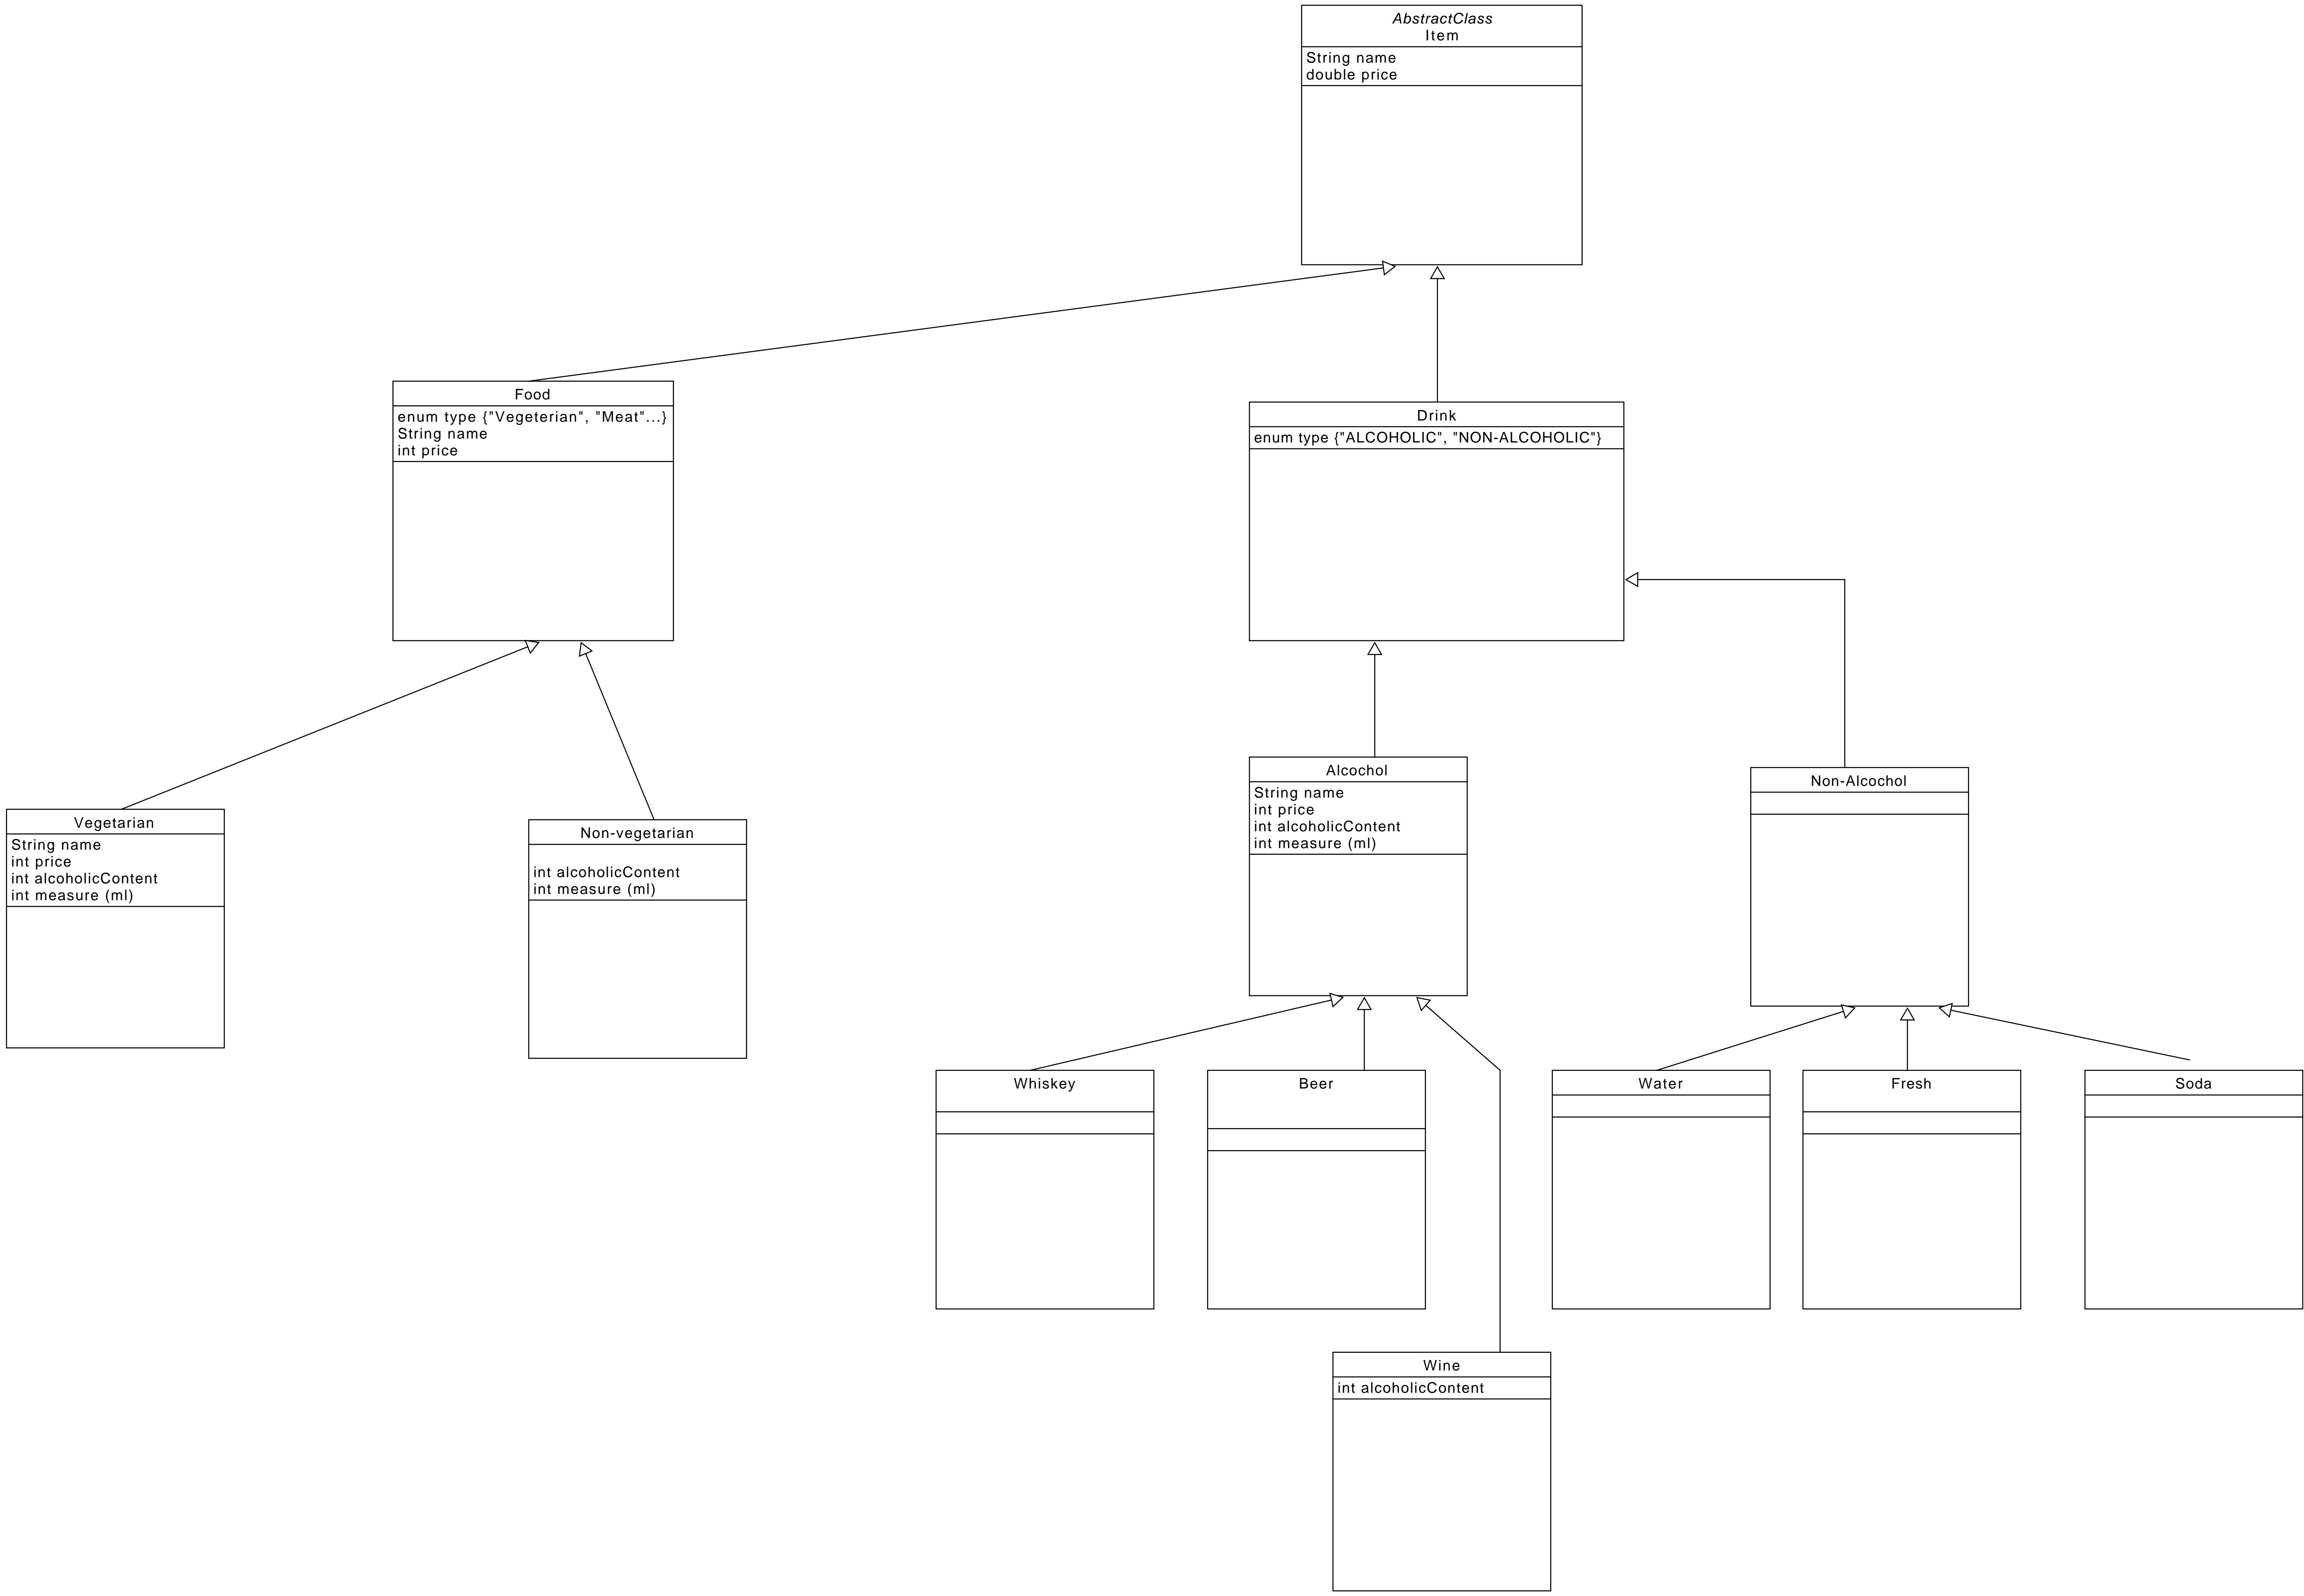 AbstractClass
Item
String name
double price
Food
enum type {"Vegeterian", "Meat"...}
String name
int price
Drink
enum type {"ALCOHOLIC", "NON-ALCOHOLIC"}
Vegetarian
String name
int price
int alcoholicContent
int measure (ml)
Non-vegetarian
int alcoholicContent
int measure (ml)
Alcochol
String name
int price
int alcoholicContent
int measure (ml)
Non-Alcochol
Whiskey
Beer
Water
Fresh
Soda
Wine
int alcoholicContent